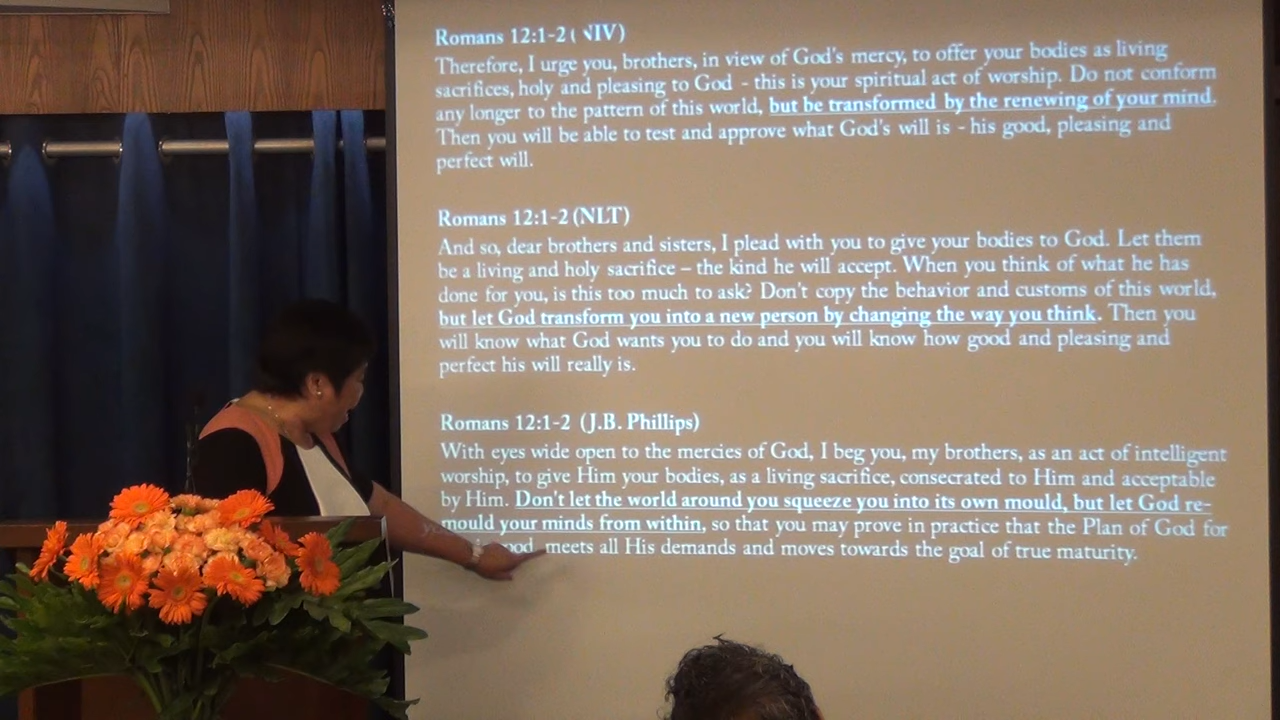 Romans 12:1-2 ( NIV)
Therefore, I urge you, brothers, in view of God's mercy, to offer your bodies as living
sacrifices, holy and pleasing to God - this is your spiritual act of worship. Do not conform
any longer to the pattern of this world, but be transformed by the renewing of your mind.
Then you will be able to test and approve what God's will is - his good, pleasing and
perfect will.
Romans 12:1-2 (NLT)
And so, dear brothers and sisters, I plead with you to give your bodies to God. Let them
be a living and holy sacrifice – the kind he will accept. When you think of what he has
done for you, is this too much to ask? Don't copy the behavior and customs of this world,
but let God transform you into a new person by changing the way you think. Then you
will know what God wants you to do and you will know how good and pleasing and
perfect his will really is.
Romans 12:1-2 (J.B. Phillips)
With eyes wide open to the mercies of God, I beg you, my brothers, as an act of intelligent
worship, to give Him your bodies, as a living sacrifice, consecrated to Him and acceptable
by Him. Don't let the world around you squeeze you into its own mould, but let God re-
mould your minds from within, so that you may prove in practice that the Plan of God for
good, meets all His demands and moves towards the goal of true maturity.